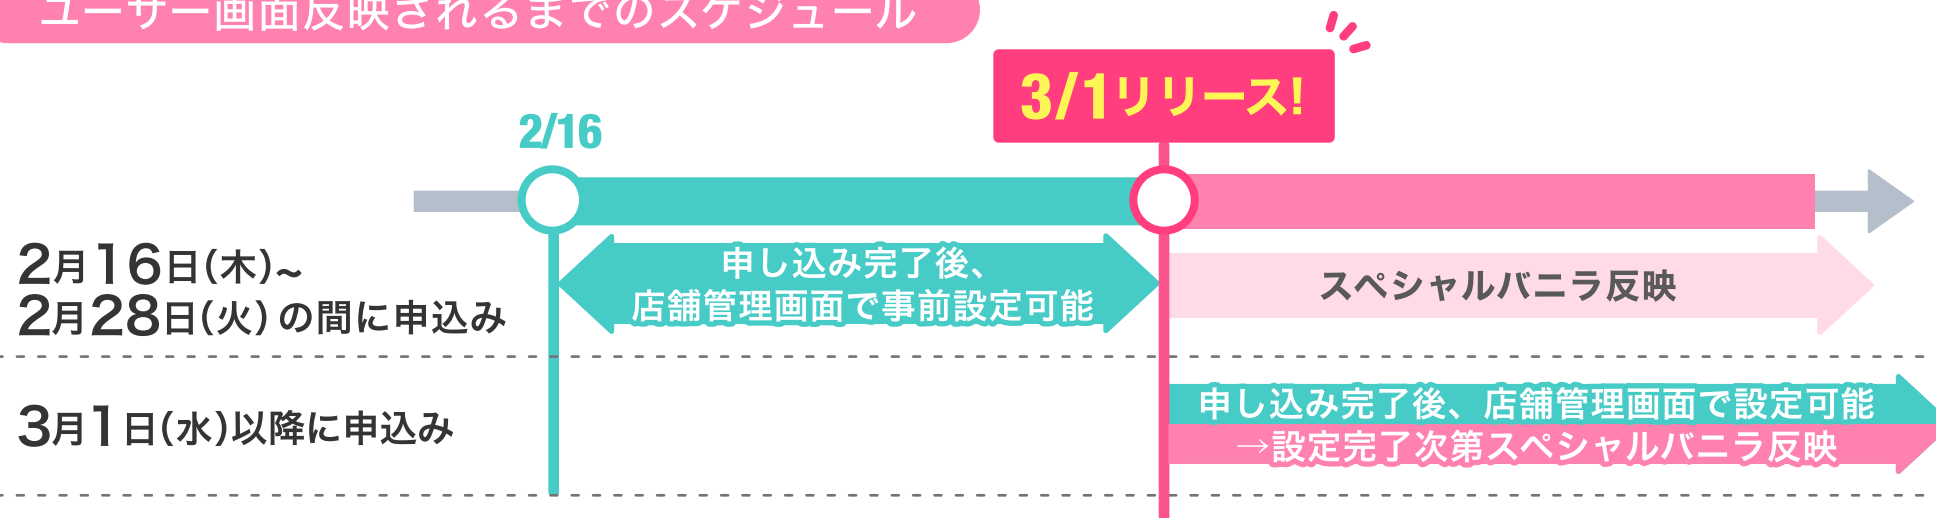 ユーザー画面反映されるまでのスケジュール
3/1リリース!
2/16
2月16日(木)~
2月28日(火)の間に申込み
申し込み完了後、
店舗管理画面で事前設定可能
スペシャルバニラ反映
3月1日(水)以降に申込み
申し込み完了後、店舗管理画面で設定可能
→設定完了次第スペシャルバニラ反映